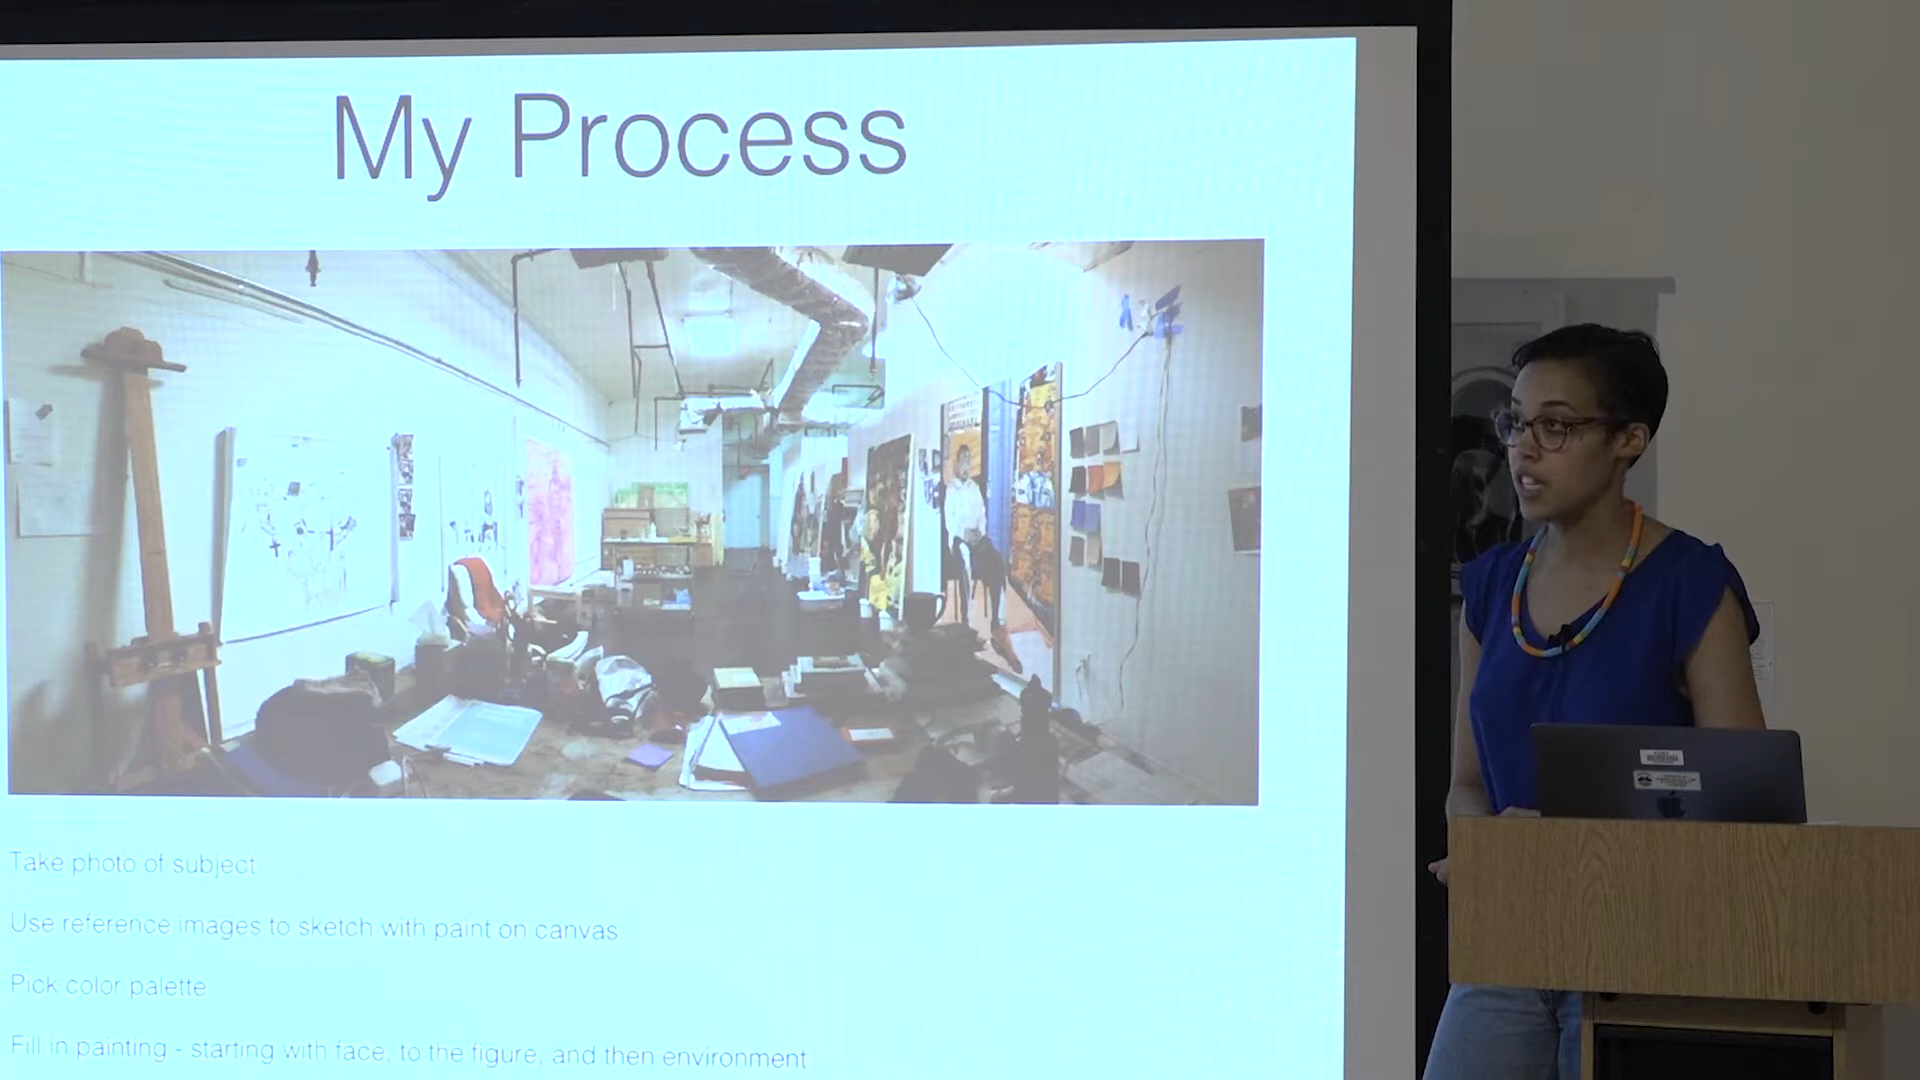 My Process
Take photo of subject
Use reference images to sketch with paint on canvas
Pick color palette
Fill in painting - starting with face, to the figure, and then environment